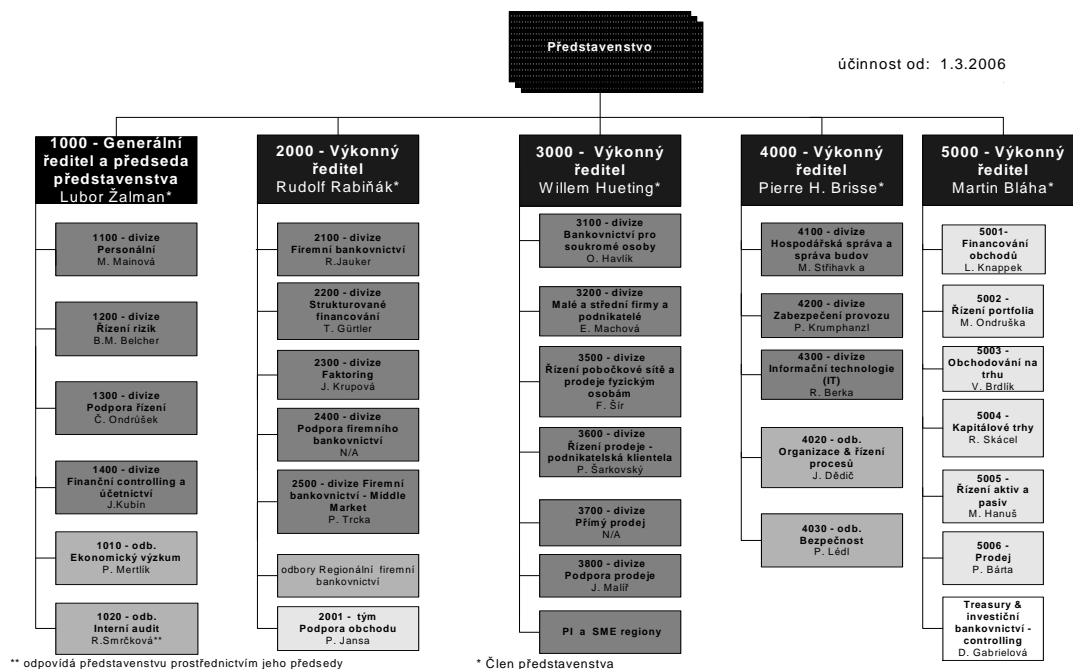 Představenstvo
účinnost od: 1.3.2006
1000 - Generální
ředitel a předseda
představenstva
Lubor Žalman*
1100 - divize
Personální
M. Mainová
1200 - divize
Řízení rizik
B.M. Belcher
1300 - divize
Podpora řízení
Č. Ondrůšek
1400 - divize
Finanční controlling a
účetnictví
J.Kubín
1010 - odb.
Ekonomický výzkum
P. Mertlík
1020 - odb.
Interní audit
R.Smrčková**
2000 - Výkonný
ředitel
Rudolf Rabiňák*
2100 - divize
Firemní bankovnictví
R.Jauker
2200 - divize
Strukturované
financování
T. Gürtler
2300 - divize
Faktoring
J. Krupová
2400 - divize
Podpora firemního
bankovnictví
N/A
2500 - divize Firemní
bankovnictví - Middle
Market
P. Trcka
odbory Regionální firemní
bankovnictví
2001 - tým
Podpora obchodu
P. Jansa
3000 - Výkonný
ředitel
Willem Hueting*
3100 - divize
Bankovnictví pro
soukromé osoby
O. Havlík
3200 - divize
Malé a střední firmy a
podnikatelé
E. Machová
3500 - divize
Řízení pobočkové sítě a
prodeje fyzickým
osobám
F. Šír
3600 - divize
Řízení prodeje -
podnikatelská klientela
P. Šarkovský
3700 - divize
Přímý prodej
N/A
3800 - divize
Podpora prodeje
J. Malíř
PI a SME regiony
4000 - Výkonný
ředitel
Pierre H. Brisse*
4100 - divize
Hospodářská správa a
správa budov
M. Střihavk a
4200 - divize
Zabezpečení provozu
P. Krumphanzl
4300 - divize
Informační technologie
(IT)
R. Berka
4020 - odb.
Organizace & řízení
procesů
J. Dědič
4030 - odb.
Bezpečnost
P. Lédl
5000 - Výkonný
ředitel
Martin Bláha*
5001-
Financování
obchodů
L. Knappek
5002 -
Řízení portfolia
M. Ondruška
5003 -
Obchodování na
trhu
V. Brdlík
5004 -
Kapitálové trhy
R. Skácel
5005 -
Řízení aktiv a
pasiv
M. Hanuš
5006 -
Prodej
P. Bárta
Treasury &
investiční
bankovnictví -
controlling
D. Gabrielová
** odpovídá představenstvu prostřednictvím jeho předsedy
* Člen představenstva